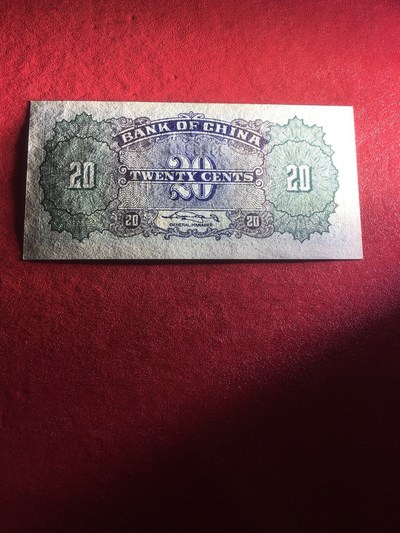 BANK OF CHINA
20 TWENTY CENTS 20
20
20 20
GENERAL MANAGER